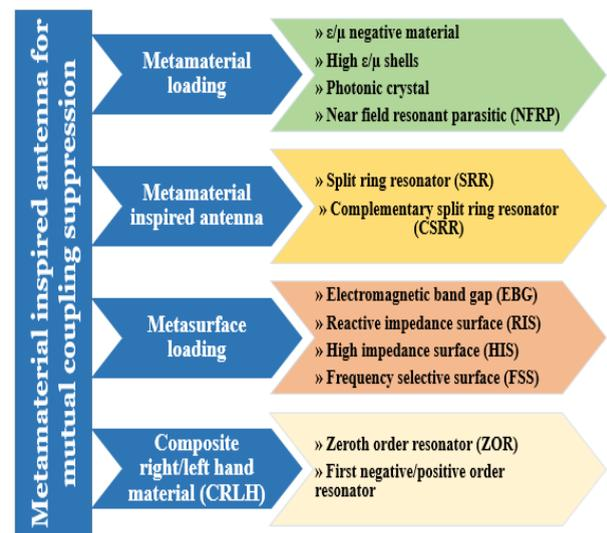 Metamaterial inspired antenna for
mutual coupling suppression
Metamaterial
loading
» ε/μ negative material
» High ε/μ shells
» Photonic crystal
» Near field resonant parasitic (NFRP)
Metamaterial
inspired antenna
» Split ring resonator (SRR)
» Complementary split ring resonator
(CSRR)
Metasurface
loading
» Electromagnetic band gap (EBG)
» Reactive impedance surface (RIS)
» High impedance surface (HIS)
» Frequency selective surface (FSS)
Composite
right/left hand
material (CRLH)
» Zeroth order resonator (ZOR)
» First negative/positive order
resonator